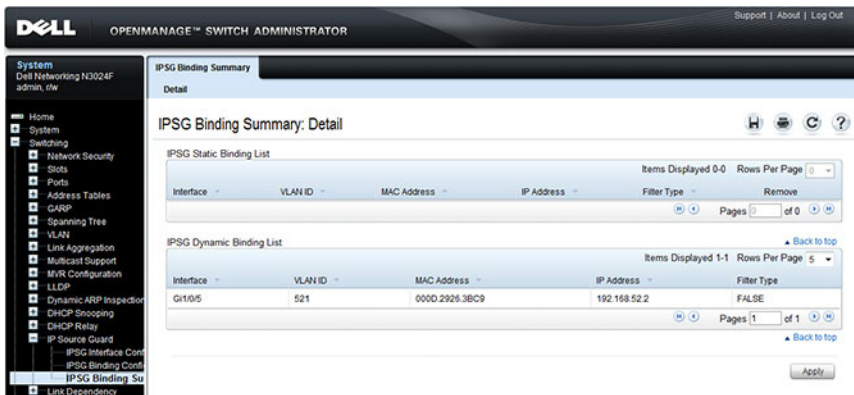 Support | About | Log Out
DELL OPENMANAGE™ SWITCH ADMINISTRATOR
System
Dell Networking N3024F
admin, r/w
Home
System
Switching
Network Security
Slots
Ports
Address Tables
GARP
Spanning Tree
VLAN
Link Aggregation
Multicast Support
MVR Configuration
LLDP
Dynamic ARP Inspection
DHCP Snooping
DHCP Relay
IP Source Guard
IPSG Interface Conf
IPSG Binding Confi
IPSG Binding Su
Link Dependency
IPSG Binding Summary
Detail
IPSG Binding Summary: Detail
IPSG Static Binding List
Items Displayed 0-0 Rows Per Page 0
Interface VLAN ID MAC Address IP Address Filter Type Remove
Pages 0 of 0
IPSG Dynamic Binding List
Back to top
Items Displayed 1-1 Rows Per Page 5
Interface VLAN ID MAC Address IP Address Filter Type
Gi1/0/5 521 000D.2926.3BC9 192.168.52.2 FALSE
Pages 1 of 1
Back to top
Apply